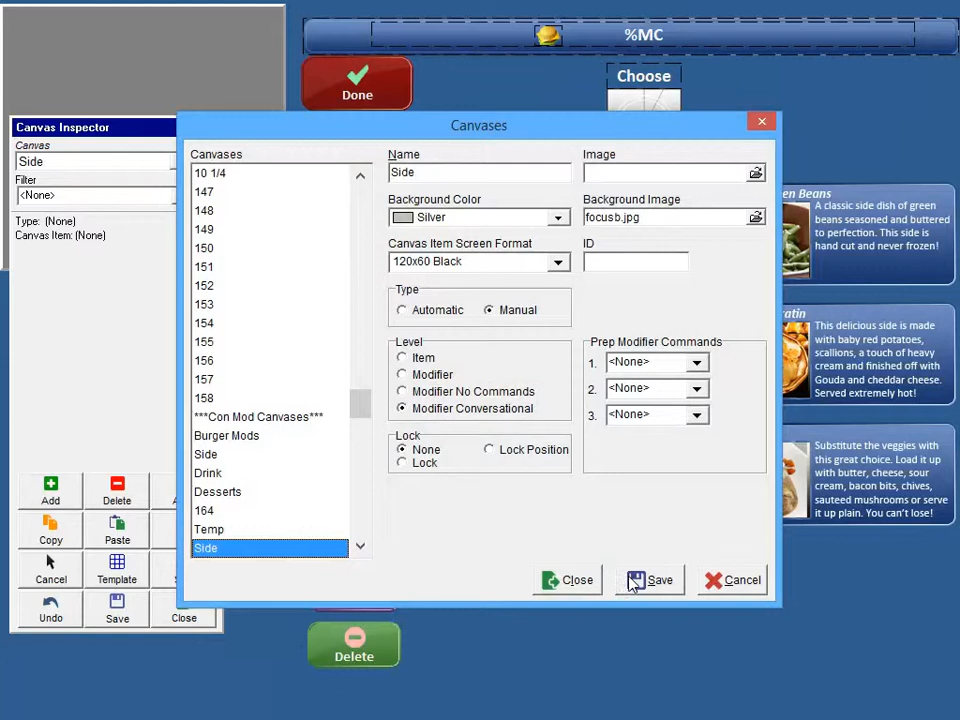 %MC
Done
Choose
Canvas Inspector
Canvas
Side
Filter
<None>
Type: (None)
Canvas Item: (None)
Add
Delete
Copy
Paste
Cancel
Template
Undo
Save
Close
Canvases
Canvases
10 1/4
147
148
149
150
151
152
153
154
155
156
157
158
***Con Mod Canvases***
Burger Mods
Side
Drink
Desserts
164
Temp
Side
Name
Side
Image
Background Color
Silver
Background Image
focusb.jpg
Canvas Item Screen Format
120x60 Black
ID
Type
Automatic
Manual
Level
Item
Modifier
Modifier No Commands
Modifier Conversational
Prep Modifier Commands
1. <None>
2. <None>
3. <None>
Lock
None
Lock Position
Lock
Close
Save
Cancel
Delete
Beans
A classic side dish of green
beans seasoned and buttered
to perfection. This side is
hand cut and never frozen!
This delicious side is made
with baby red potatoes,
scallions, a touch of heavy
cream and finished off with
Gouda and cheddar cheese.
Served extremely hot!
Substitute the veggies with
this great choice. Load it up
with butter, cheese, sour
cream, bacon bits, chives,
sauteed mushrooms or serve
it up plain. You can't lose!